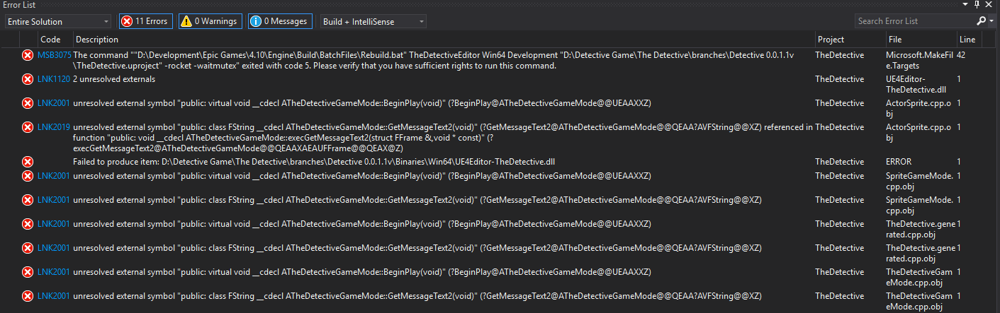 Error List
Entire Solution 11 Errors 0 Warnings 0 Messages Build + IntelliSense Search Error List
Code Description Project File Line
MSB3075 The command ""D:\Development\Epic Games\4.10\Engine\Build\BatchFiles\Rebuild.bat" TheDetectiveEditor Win64 Development "D:\Detective Game\The Detective\branches\Detective 0.0.1.1v TheDetective Microsoft.MakeFil 42
\TheDetective.uproject" -rocket -waitmutex" exited with code 5. Please verify that you have sufficient rights to run this command. e.Targets
LNK1120 2 unresolved externals TheDetective UE4Editor- 1
TheDetective.dll
LNK2001 unresolved external symbol "public: virtual void __cdecl ATheDetectiveGameMode::BeginPlay(void)" (?BeginPlay@ATheDetectiveGameMode@@UEAAXXZ) TheDetective ActorSprite.cpp.o 1
bj
LNK2019 unresolved external symbol "public: class FString __cdecl ATheDetectiveGameMode::GetMessageText2(void)" (?GetMessageText2@ATheDetectiveGameMode@@QEAA?AVFString@@XZ) referenced in TheDetective ActorSprite.cpp.o 1
function "public: void __cdecl ATheDetectiveGameMode::execGetMessageText2(struct FFrame &,void * const)" (? bj
execGetMessageText2@ATheDetectiveGameMode@@QEAAXAEAUFFrame@@QEAX@Z)
Failed to produce item: D:\Detective Game\The Detective\branches\Detective 0.0.1.1v\Binaries\Win64\UE4Editor-TheDetective.dll TheDetective ERROR 1
LNK2001 unresolved external symbol "public: virtual void __cdecl ATheDetectiveGameMode::BeginPlay(void)" (?BeginPlay@ATheDetectiveGameMode@@UEAAXXZ) TheDetective SpriteGameMode. 1
cpp.obj
LNK2001 unresolved external symbol "public: class FString __cdecl ATheDetectiveGameMode::GetMessageText2(void)" (?GetMessageText2@ATheDetectiveGameMode@@QEAA?AVFString@@XZ) TheDetective SpriteGameMode. 1
cpp.obj
LNK2001 unresolved external symbol "public: virtual void __cdecl ATheDetectiveGameMode::BeginPlay(void)" (?BeginPlay@ATheDetectiveGameMode@@UEAAXXZ) TheDetective TheDetective.gene 1
rated.cpp.obj
LNK2001 unresolved external symbol "public: class FString __cdecl ATheDetectiveGameMode::GetMessageText2(void)" (?GetMessageText2@ATheDetectiveGameMode@@QEAA?AVFString@@XZ) TheDetective TheDetective.gene 1
rated.cpp.obj
LNK2001 unresolved external symbol "public: virtual void __cdecl ATheDetectiveGameMode::BeginPlay(void)" (?BeginPlay@ATheDetectiveGameMode@@UEAAXXZ) TheDetective TheDetectiveGam 1
eMode.cpp.obj
LNK2001 unresolved external symbol "public: class FString __cdecl ATheDetectiveGameMode::GetMessageText2(void)" (?GetMessageText2@ATheDetectiveGameMode@@QEAA?AVFString@@XZ) TheDetective TheDetectiveGam 1
eMode.cpp.obj